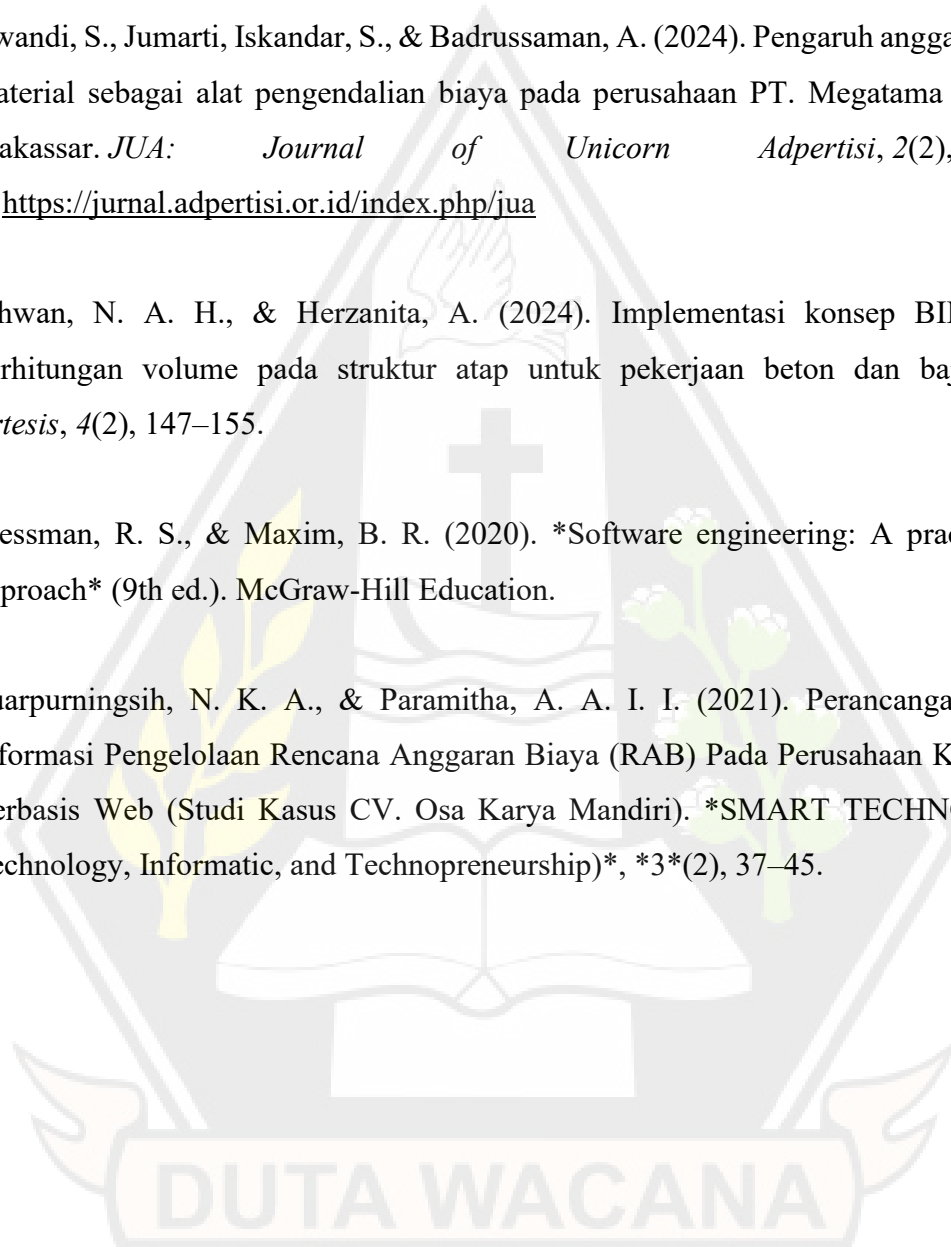 wandi, S., Jumarti, Iskandar, S., & Badrussaman, A. (2024). Pengaruh angga
aterial sebagai alat pengendalian biaya pada perusahaan PT. Megatama
akassar. JUA: Journal of Unicorn Adpertisi, 2(2),
https://jurnal.adpertisi.or.id/index.php/jua
hwan, N. A. H., & Herzanita, A. (2024). Implementasi konsep BI
rhitungan volume pada struktur atap untuk pekerjaan beton dan baj
rtesis, 4(2), 147–155.
essman, R. S., & Maxim, B. R. (2020). *Software engineering: A prac
proach* (9th ed.). McGraw-Hill Education.
uarpurningsih, N. K. A., & Paramitha, A. A. I. I. (2021). Perancanga
formasi Pengelolaan Rencana Anggaran Biaya (RAB) Pada Perusahaan K
erbasis Web (Studi Kasus CV. Osa Karya Mandiri). *SMART TECHN
echnology, Informatic, and Technopreneurship)*, *3*(2), 37–45.
DUTA WACANA